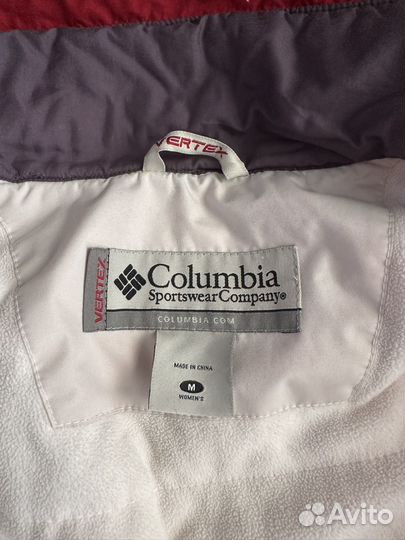 VERTEX
VERTEX
Columbia
Sportswear Company®
COLUMBIA.COM
MADE IN CHINA
M
WOMEN'S
Avito